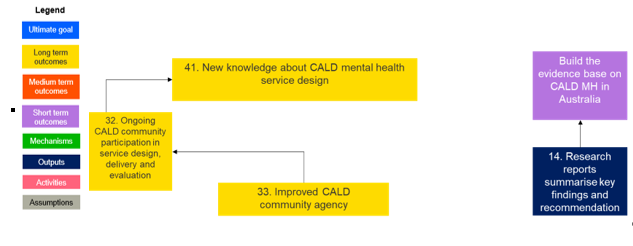 Legend
Ultimate goal
Long term
outcomes
Medium term
outcomes
Short term
outcomes
Mechanisms
Outputs
Activities
Assumptions
41. New knowledge about CALD mental health
service design
32. Ongoing
CALD community
participation in
service design,
delivery and
evaluation
33. Improved CALD
community agency
Build the
evidence base on
CALD MH in
Australia
14. Research
reports
summarise key
findings and
recommendation